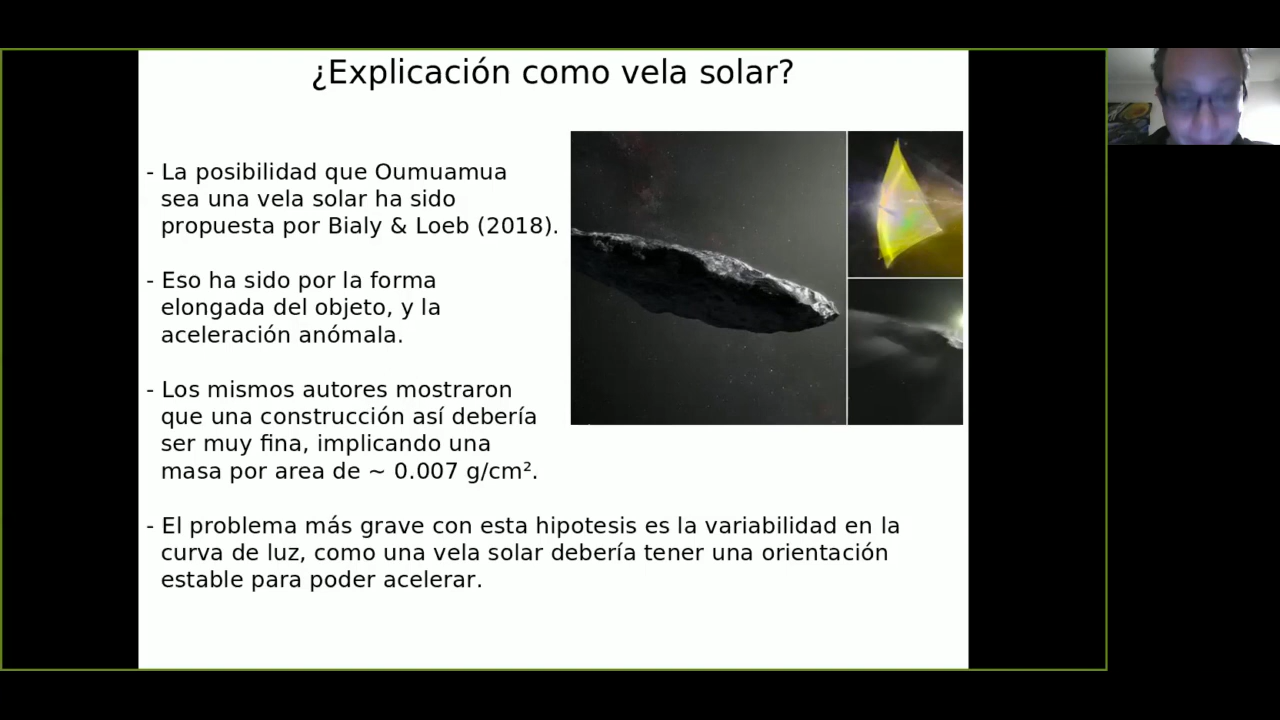 ¿Explicación como vela solar?
- La posibilidad que Oumuamua
sea una vela solar ha sido
propuesta por Bialy & Loeb (2018).
- Eso ha sido por la forma
elongada del objeto, y la
aceleración anómala.
- Los mismos autores mostraron
que una construcción así debería
ser muy fina, implicando una
masa por area de ~ 0.007 g/cm².
- El problema más grave con esta hipotesis es la variabilidad en la
curva de luz, como una vela solar debería tener una orientación
estable para poder acelerar.